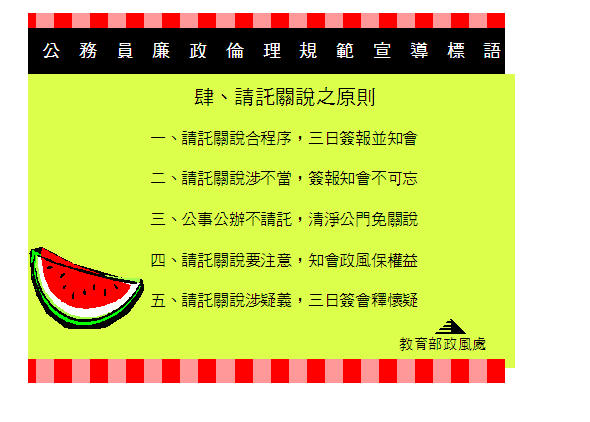 公務員廉政倫理規範宣導標語
肆、請託關說之原則
一、請託關說合程序，三日簽報並知會
二、請託關說涉不當，簽報知會不可忘
三、公事公辦不請託，清淨公門免關說
四、請託關說要注意，知會政風保權益
五、請託關說涉疑義，三日簽會釋懷疑
教育部政風處